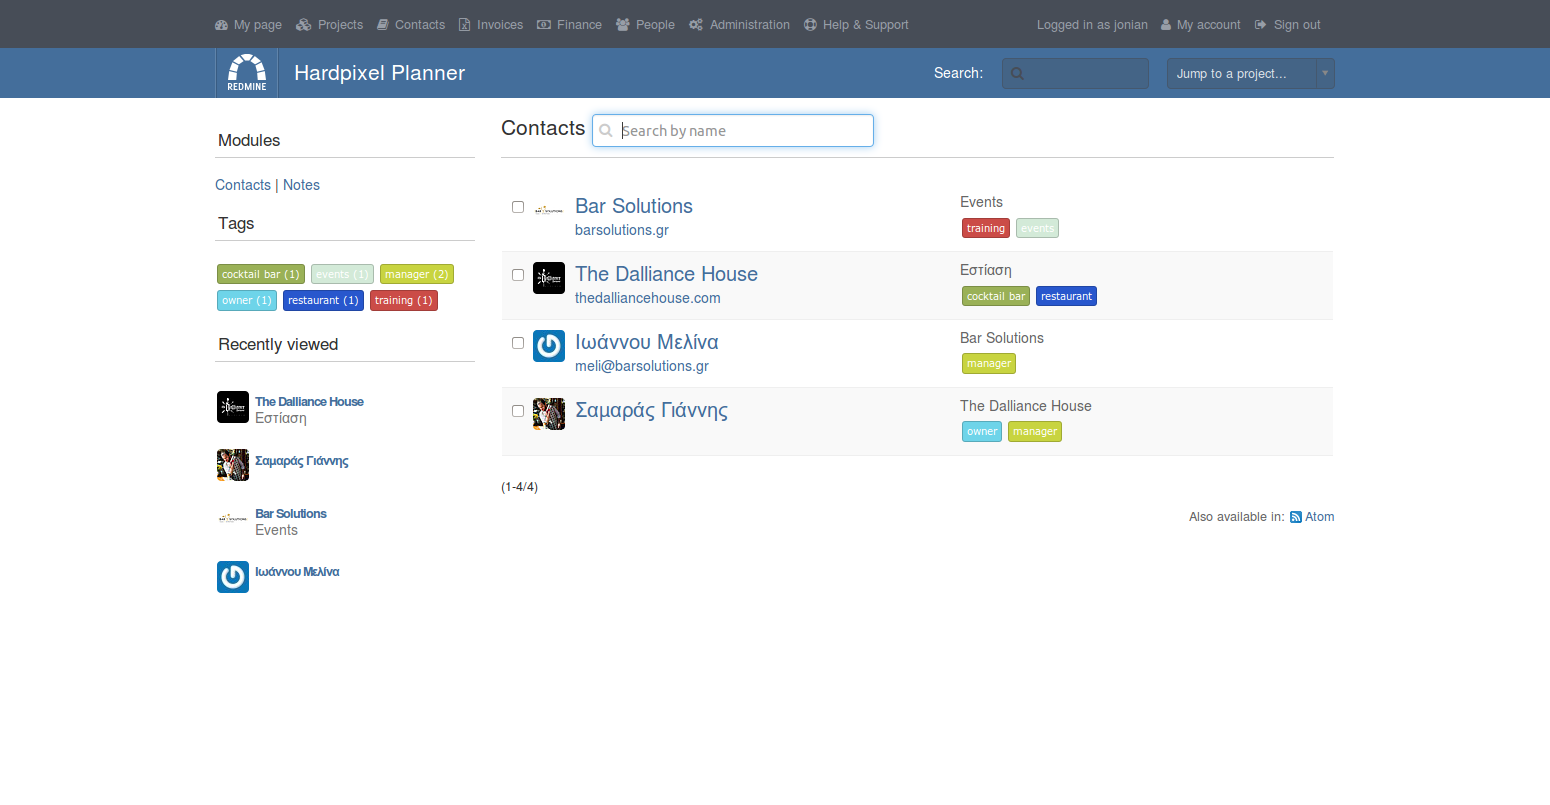 My page Projects Contacts Invoices Finance People Administration Help & Support Logged in as jonian My account Sign out
REDMINE
Hardpixel Planner
Search:
Jump to a project...
Modules
Contacts | Notes
Tags
cocktail bar (1) events (1) manager (2)
owner (1) restaurant (1) training (1)
Recently viewed
The Dalliance House
Εστίαση
Σαμαράς Γιάννης
BAR SOLUTIONS
Bar Solutions
Events
Ιωάννου Μελίνα
Contacts
Search by name
BAR SOLUTIONS
Bar Solutions
barsolutions.gr
Events
training events
The Dalliance House
thedalliancehouse.com
Εστίαση
cocktail bar restaurant
Ιωάννου Μελίνα
meli@barsolutions.gr
Bar Solutions
manager
Σαμαράς Γιάννης
The Dalliance House
owner manager
(1-4/4)
Also available in: Atom